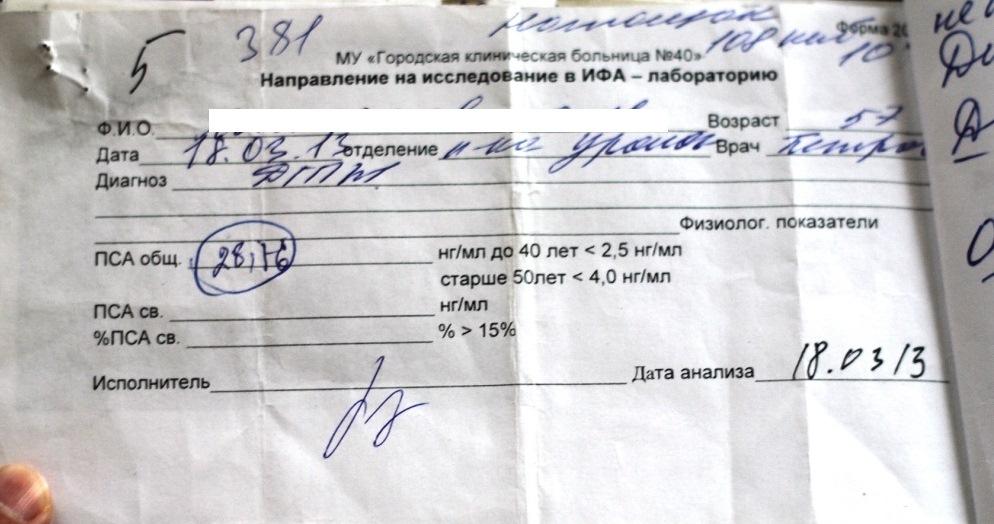 5 381 натощак Форма 20
МУ «Городская клиническая больница №40»
Направление на исследование в ИФА – лабораторию
Ф.И.О. Возраст 57
Дата 18.03.13 отделение Врач
Диагноз ДГПЖ
Физиолог. показатели
ПСА общ. 28,76 нг/мл до 40 лет < 2,5 нг/мл
старше 50лет < 4,0 нг/мл
ПСА св. нг/мл
%ПСА св. % > 15%
Исполнитель Дата анализа 18.03 13